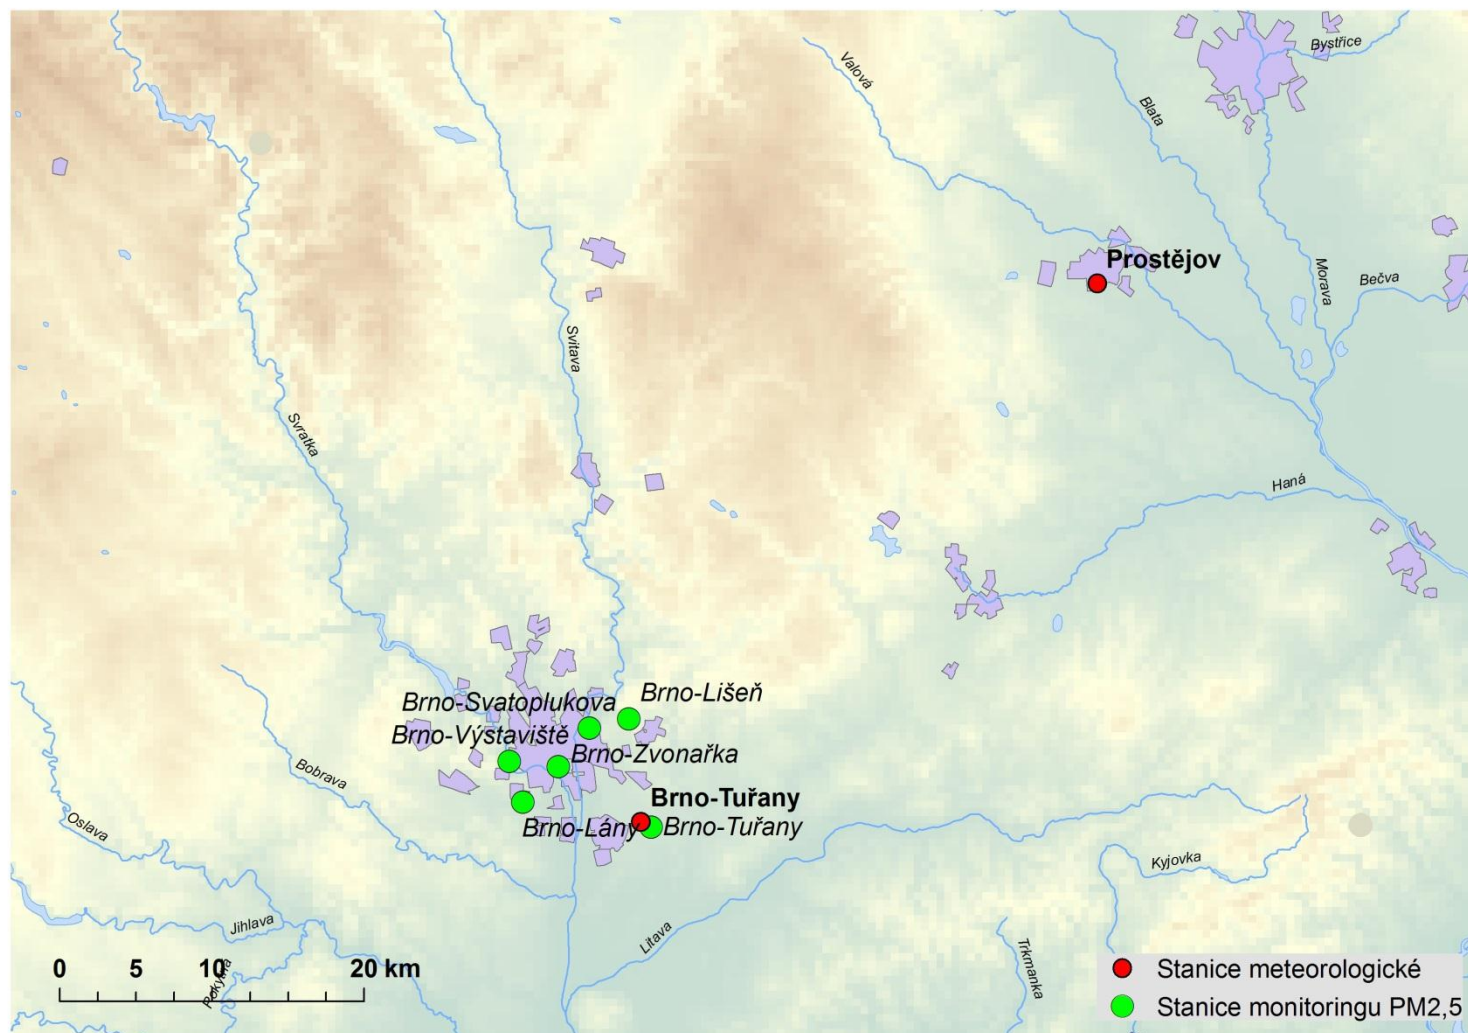 Bystřice
Valová
Blata
Prostějov
Morava
Bečva
Svitava
Svratka
Haná
Brno-Lišeň
Brno-Svatoplukova
Brno-Výstaviště
Brno-Zvonařka
Bobrava
Brno-Tuřany
Oslava
Brno-Lány
Brno-Tuřany
Kyjovka
Jihlava
Litava
Trkmanka
0 5 10 20 km
Rokytná
Stanice meteorologické
Stanice monitoringu PM2,5